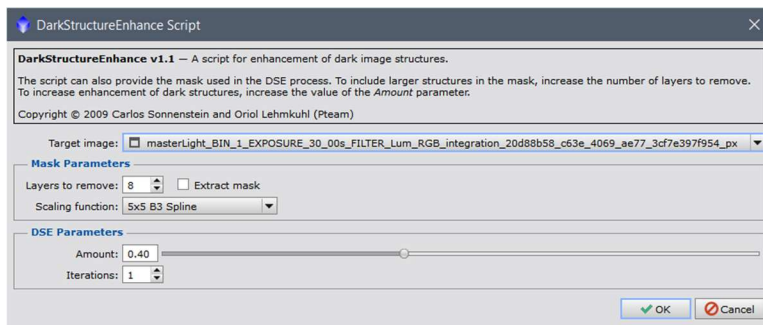 DarkStructureEnhance Script
DarkStructureEnhance v1.1 — A script for enhancement of dark image structures.
The script can also provide the mask used in the DSE process. To include larger structures in the mask, increase the number of layers to remove.
To increase enhancement of dark structures, increase the value of the Amount parameter.
Copyright © 2009 Carlos Sonnenstein and Oriol Lehmkuhl (Pteam)
Target image: masterLight_BIN_1_EXPOSURE_30_00s_FILTER_Lum_RGB_integration_20d88b58_c63e_4069_ae77_3cf7e397f954_px
Mask Parameters
Layers to remove: 8 Extract mask
Scaling function: 5x5 B3 Spline
DSE Parameters
Amount: 0.40
Iterations: 1
OK Cancel